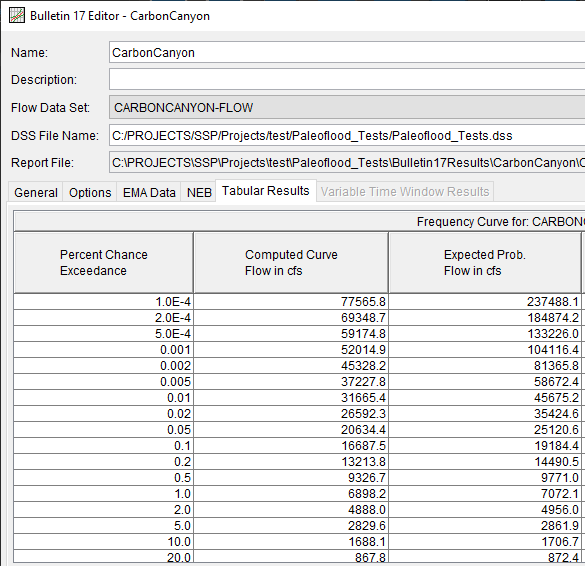 Bulletin 17 Editor - CarbonCanyon
Name: CarbonCanyon
Description:
Flow Data Set: CARBONCANYON-FLOW
DSS File Name: C:/PROJECTS/SSP/Projects/test/Paleoflood_Tests/Paleoflood_Tests.dss
Report File: C:\PROJECTS\SSP\Projects\test\Paleoflood_Tests\Bulletin17Results\CarbonCanyon\C
General Options EMA Data NEB Tabular Results Variable Time Window Results
Frequency Curve for: CARBONC
Percent Chance Computed Curve Expected Prob.
Exceedance Flow in cfs Flow in cfs
1.0E-4 77565.8 237488.1
2.0E-4 69348.7 184874.2
5.0E-4 59174.8 133226.0
0.001 52014.9 104116.4
0.002 45328.2 81365.8
0.005 37227.8 58672.4
0.01 31665.4 45675.2
0.02 26592.3 35424.6
0.05 20634.4 25120.6
0.1 16687.5 19184.4
0.2 13213.8 14490.5
0.5 9326.7 9771.0
1.0 6898.2 7072.1
2.0 4888.0 4956.0
5.0 2829.6 2861.9
10.0 1688.1 1706.7
20.0 867.8 872.4